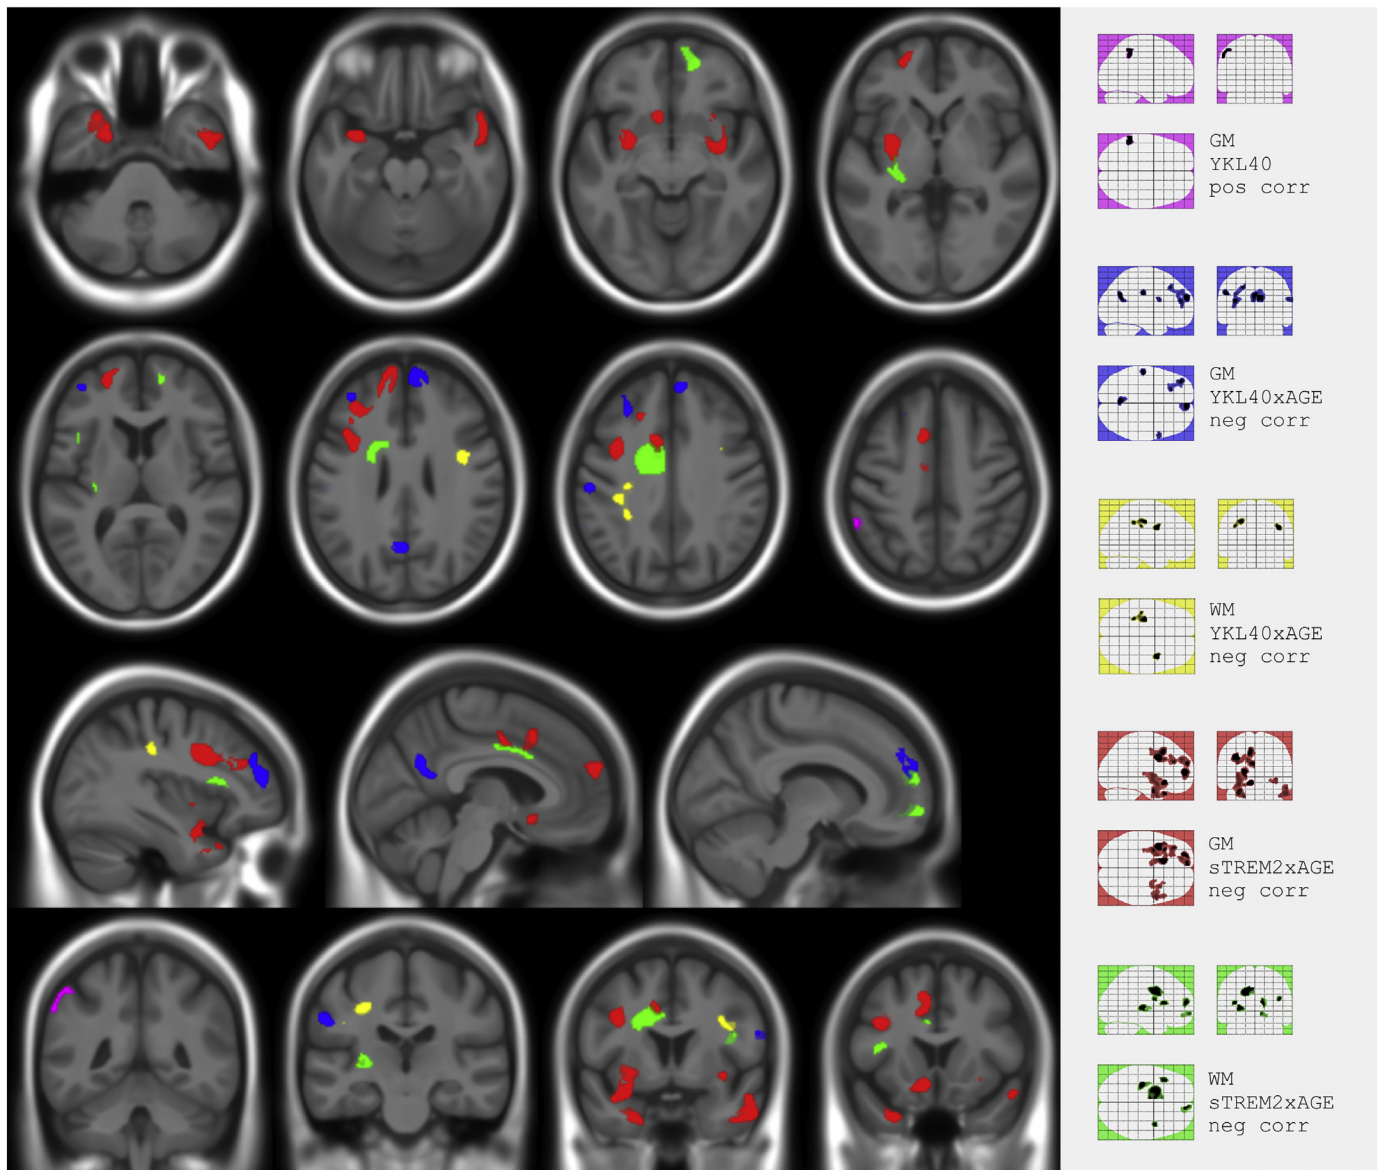 GM
YKL40
pos corr
GM
YKL40xAGE
neg corr
WM
YKL40xAGE
neg corr
GM
sTREM2xAGE
neg corr
WM
sTREM2xAGE
neg corr